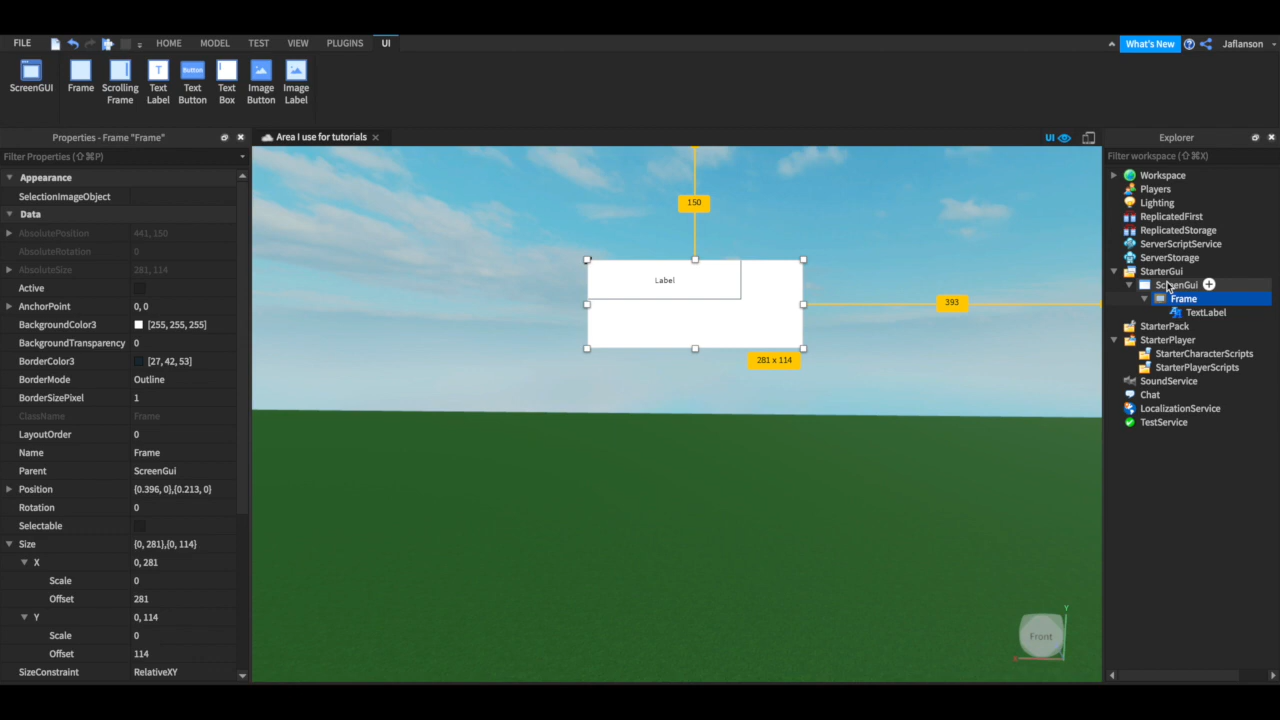 FILE HOME MODEL TEST VIEW PLUGINS UI What's New Jaflanson
ScreenGUI Frame Scrolling Frame Text Label Text Button Text Box Image Button Image Label
Button
Properties - Frame "Frame"
Filter Properties (⇧⌘P)
Appearance
SelectionImageObject
Data
AbsolutePosition 441, 150
AbsoluteRotation 0
AbsoluteSize 281, 114
Active
AnchorPoint 0, 0
BackgroundColor3 [255, 255, 255]
BackgroundTransparency 0
BorderColor3 [27, 42, 53]
BorderMode Outline
BorderSizePixel 1
ClassName Frame
LayoutOrder 0
Name Frame
Parent ScreenGui
Position {0.396, 0},{0.213, 0}
Rotation 0
Selectable
Size {0, 281},{0, 114}
X 0, 281
Scale 0
Offset 281
Y 0, 114
Scale 0
Offset 114
SizeConstraint RelativeXY
Area I use for tutorials
UI
150
Label
393
281 x 114
Y
Front
X
Explorer
Filter workspace (⇧⌘X)
Workspace
Players
Lighting
ReplicatedFirst
ReplicatedStorage
ServerScriptService
ServerStorage
StarterGui
ScreenGui
Frame
TextLabel
StarterPack
StarterPlayer
StarterCharacterScripts
StarterPlayerScripts
SoundService
Chat
LocalizationService
TestService